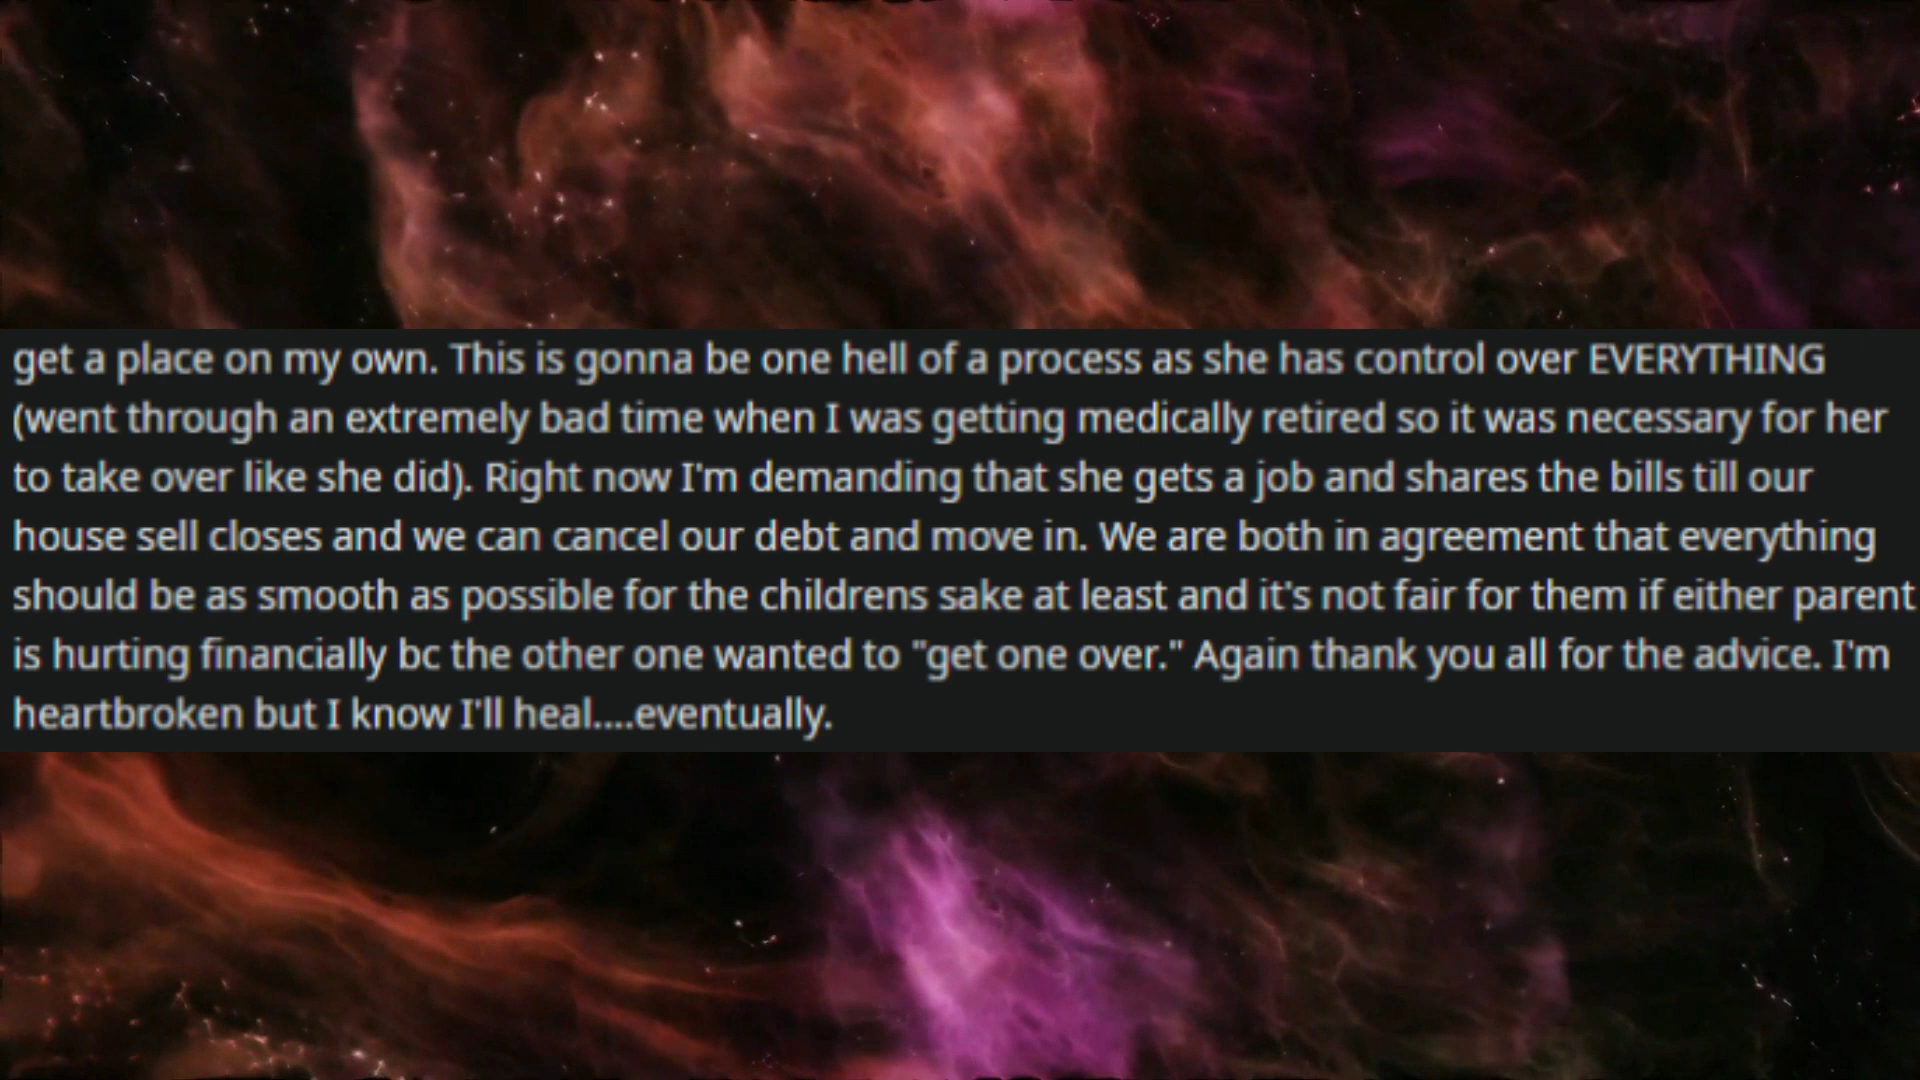 get a place on my own. This is gonna be one hell of a process as she has control over EVERYTHING
(went through an extremely bad time when I was getting medically retired so it was necessary for her
to take over like she did). Right now I'm demanding that she gets a job and shares the bills till our
house sell closes and we can cancel our debt and move in. We are both in agreement that everything
should be as smooth as possible for the childrens sake at least and it's not fair for them if either parent
is hurting financially bc the other one wanted to "get one over." Again thank you all for the advice. I'm
heartbroken but I know I'll heal....eventually.